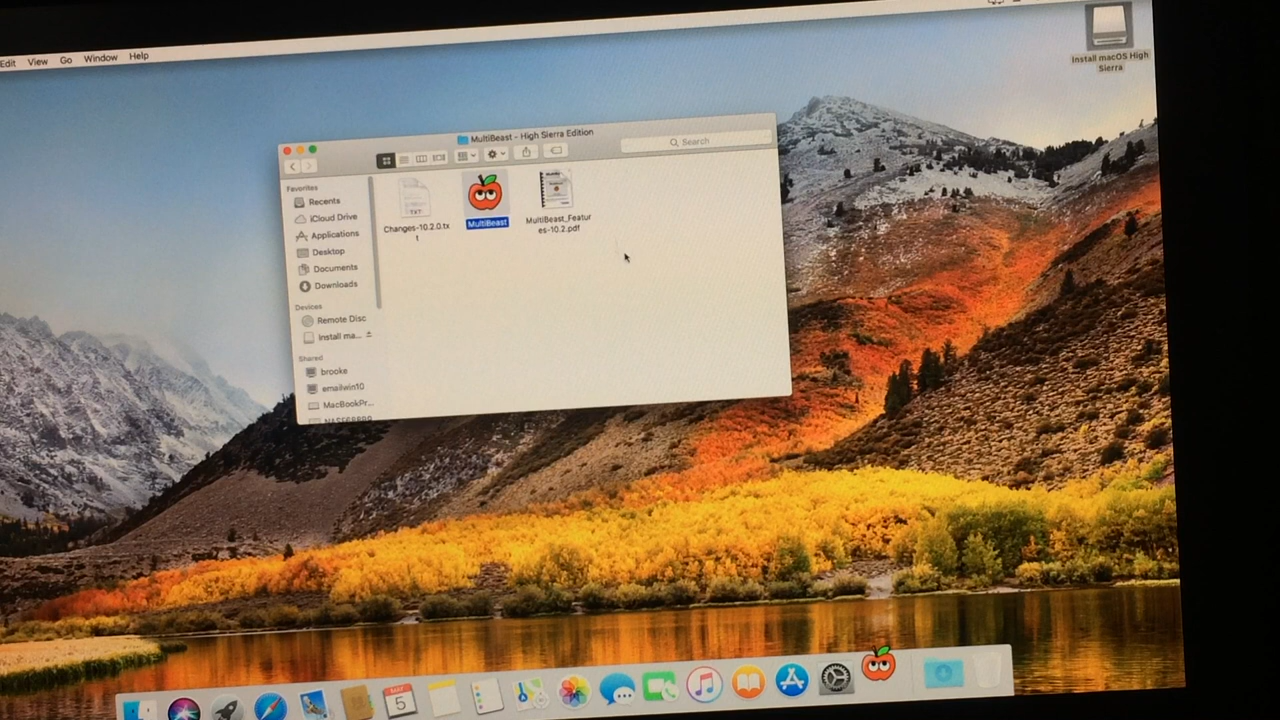 Edit View Go Window Help
Install macOS High
Sierra
MultiBeast - High Sierra Edition
Search
Favorites
Recents
iCloud Drive
Applications
Desktop
Documents
Downloads
Devices
Remote Disc
Install ma...
Shared
brooke
emailwin10
MacBookPr...
TXT
Changes-10.2.0.tx
t
MultiBeast
MultiBeast_Featur
es-10.2.pdf
MAY
5